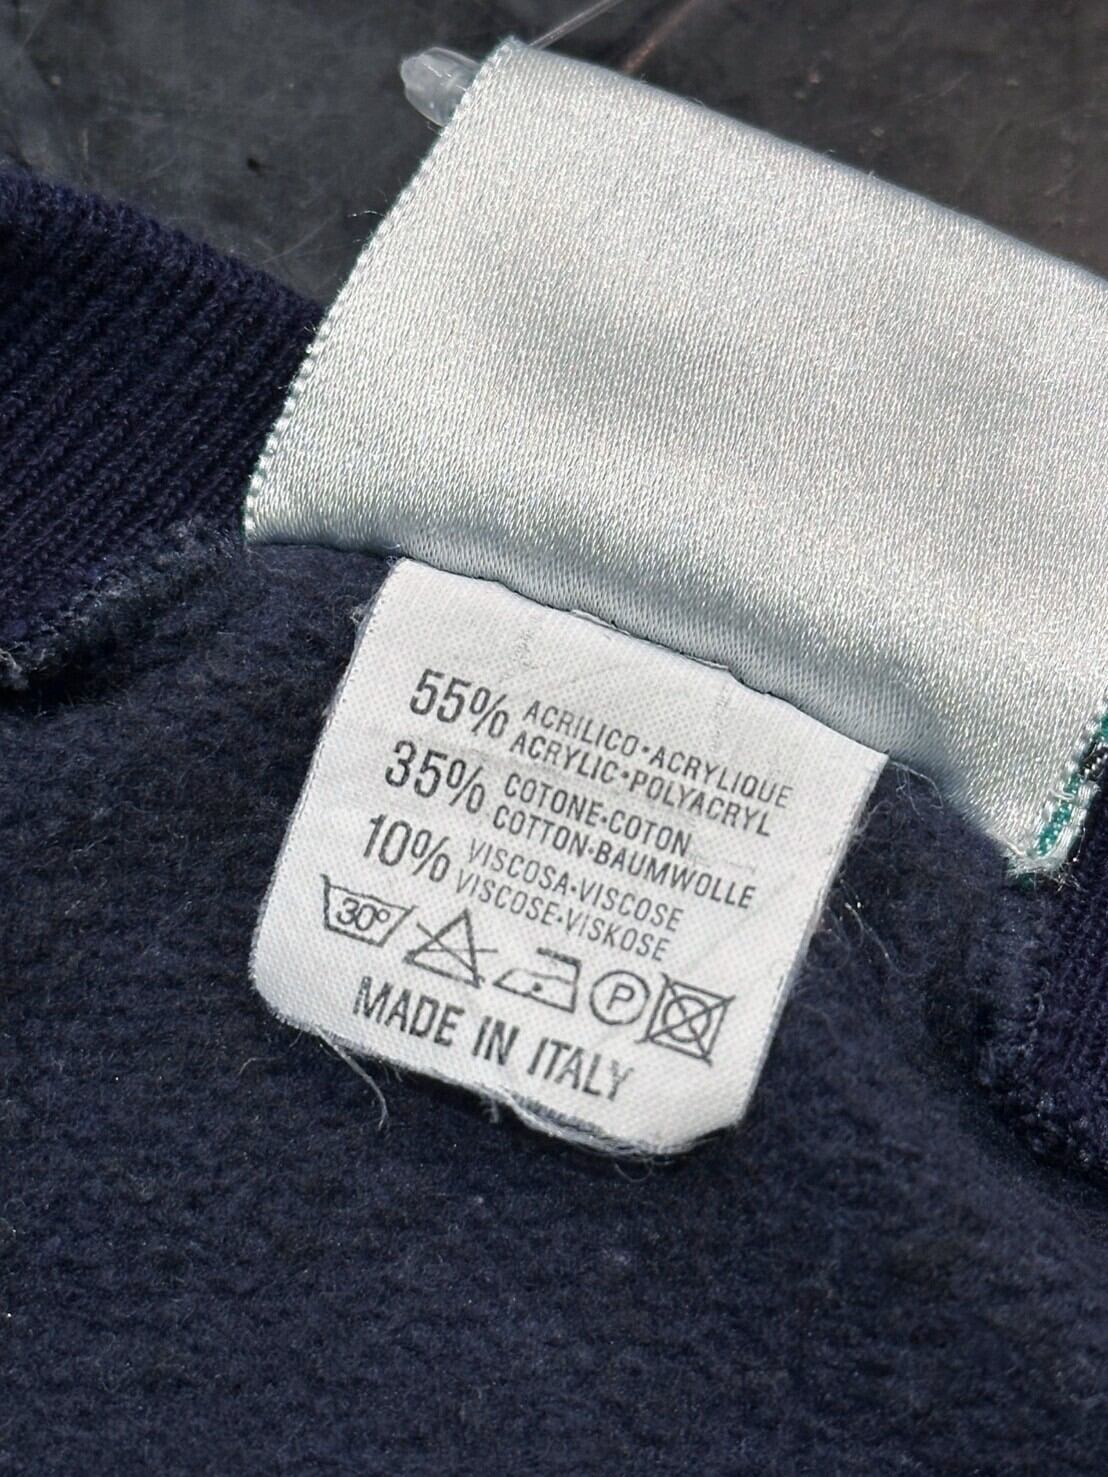 55% ACRILICO•ACRYLIQUE
ACRYLIC•POLYACRYL
35% COTONE•COTON
COTTON•BAUMWOLLE
10% VISCOSA•VISCOSE
VISCOSE•VISKOSE
30° P
MADE IN ITALY